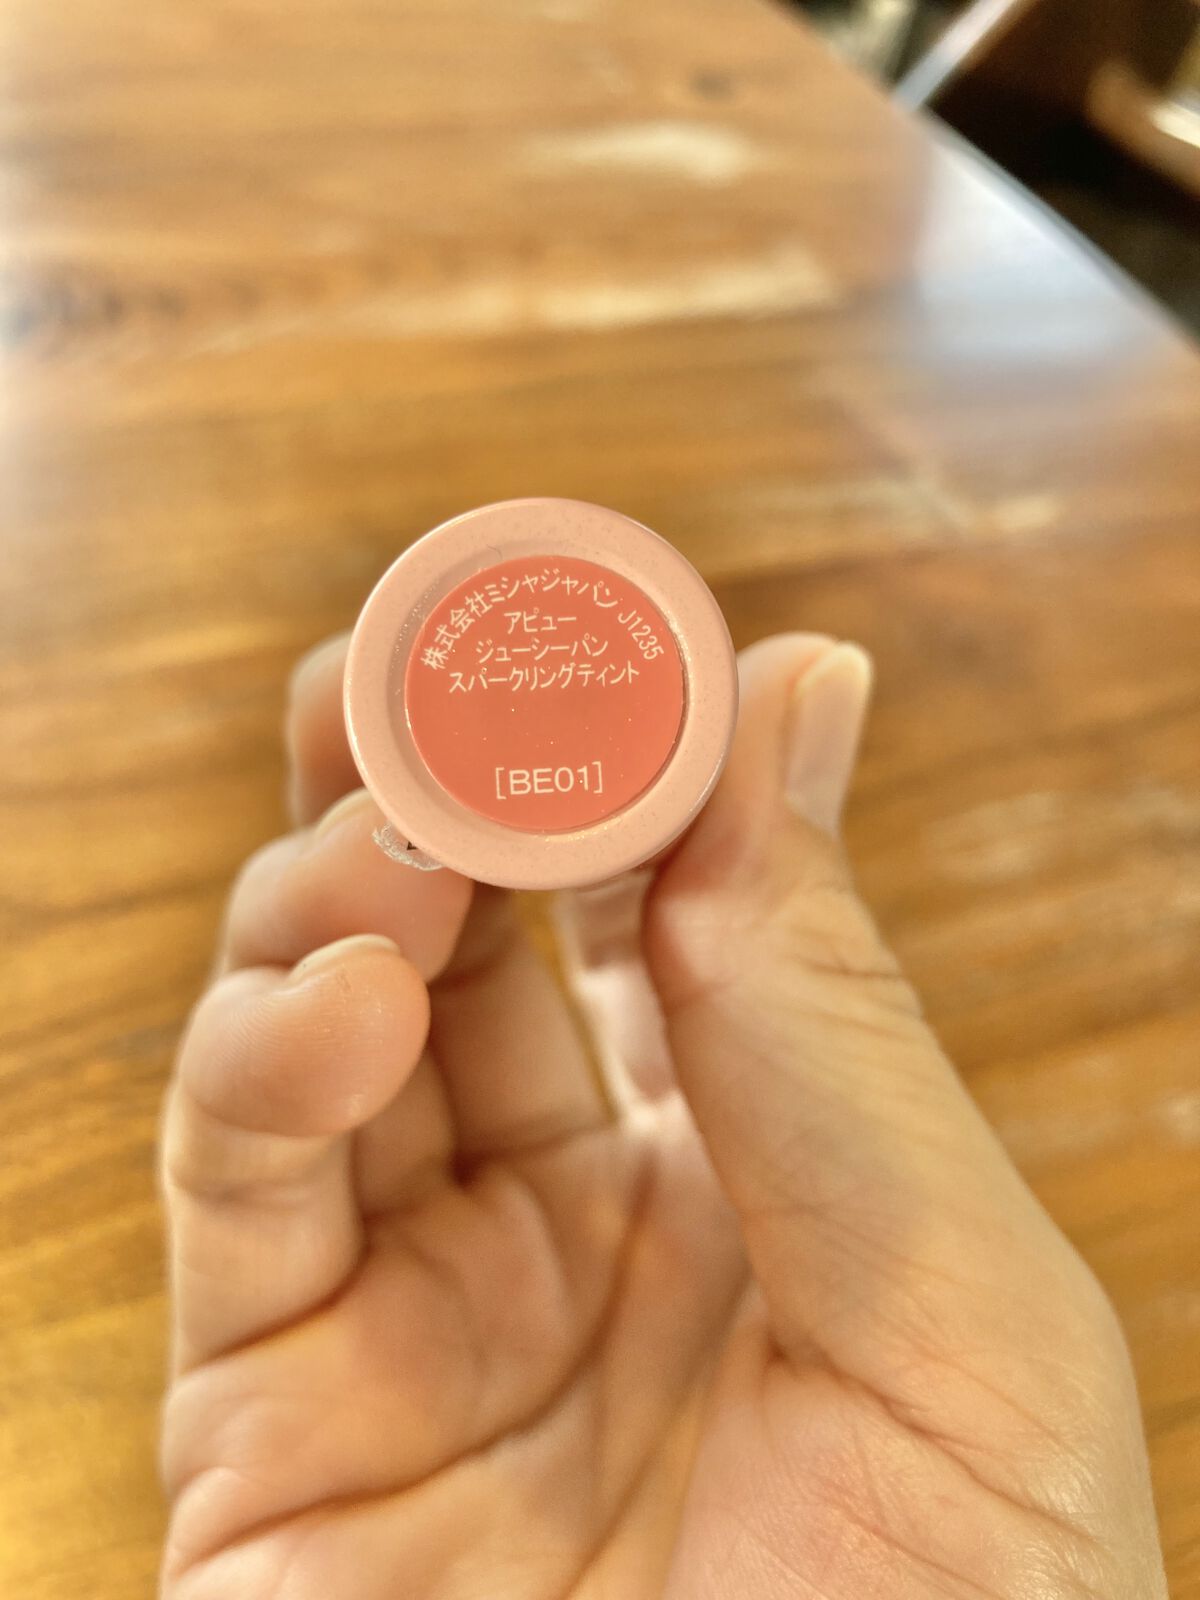 株式会社ミシャジャパン J1235
アピュー
ジューシーパン
スパークリングティント
[BE01]